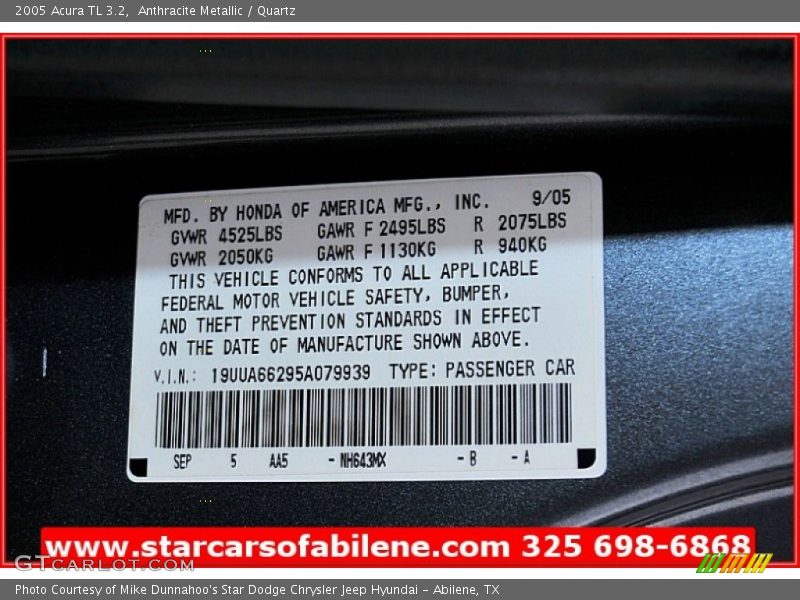 2005 Acura TL 3.2,  Anthracite Metallic / Quartz
MFD. BY HONDA OF AMERICA MFG., INC. 9/05
GVWR 4525LBS GAWR F 2495LBS R 2075LBS
GVWR 2050KG GAWR F 1130KG R 940KG
THIS VEHICLE CONFORMS TO ALL APPLICABLE
FEDERAL MOTOR VEHICLE SAFETY, BUMPER,
AND THEFT PREVENTION STANDARDS IN EFFECT
ON THE DATE OF MANUFACTURE SHOWN ABOVE.
V.I.N.: 19UUA66295A079939 TYPE: PASSENGER CAR
SEP 5 AA5 - NH643MX - B - A
www.starcarsofabilene.com 325 698-6868
GTCARLOT.COM
Photo Courtesy of Mike Dunnahoo's Star Dodge Chrysler Jeep Hyundai - Abilene, TX